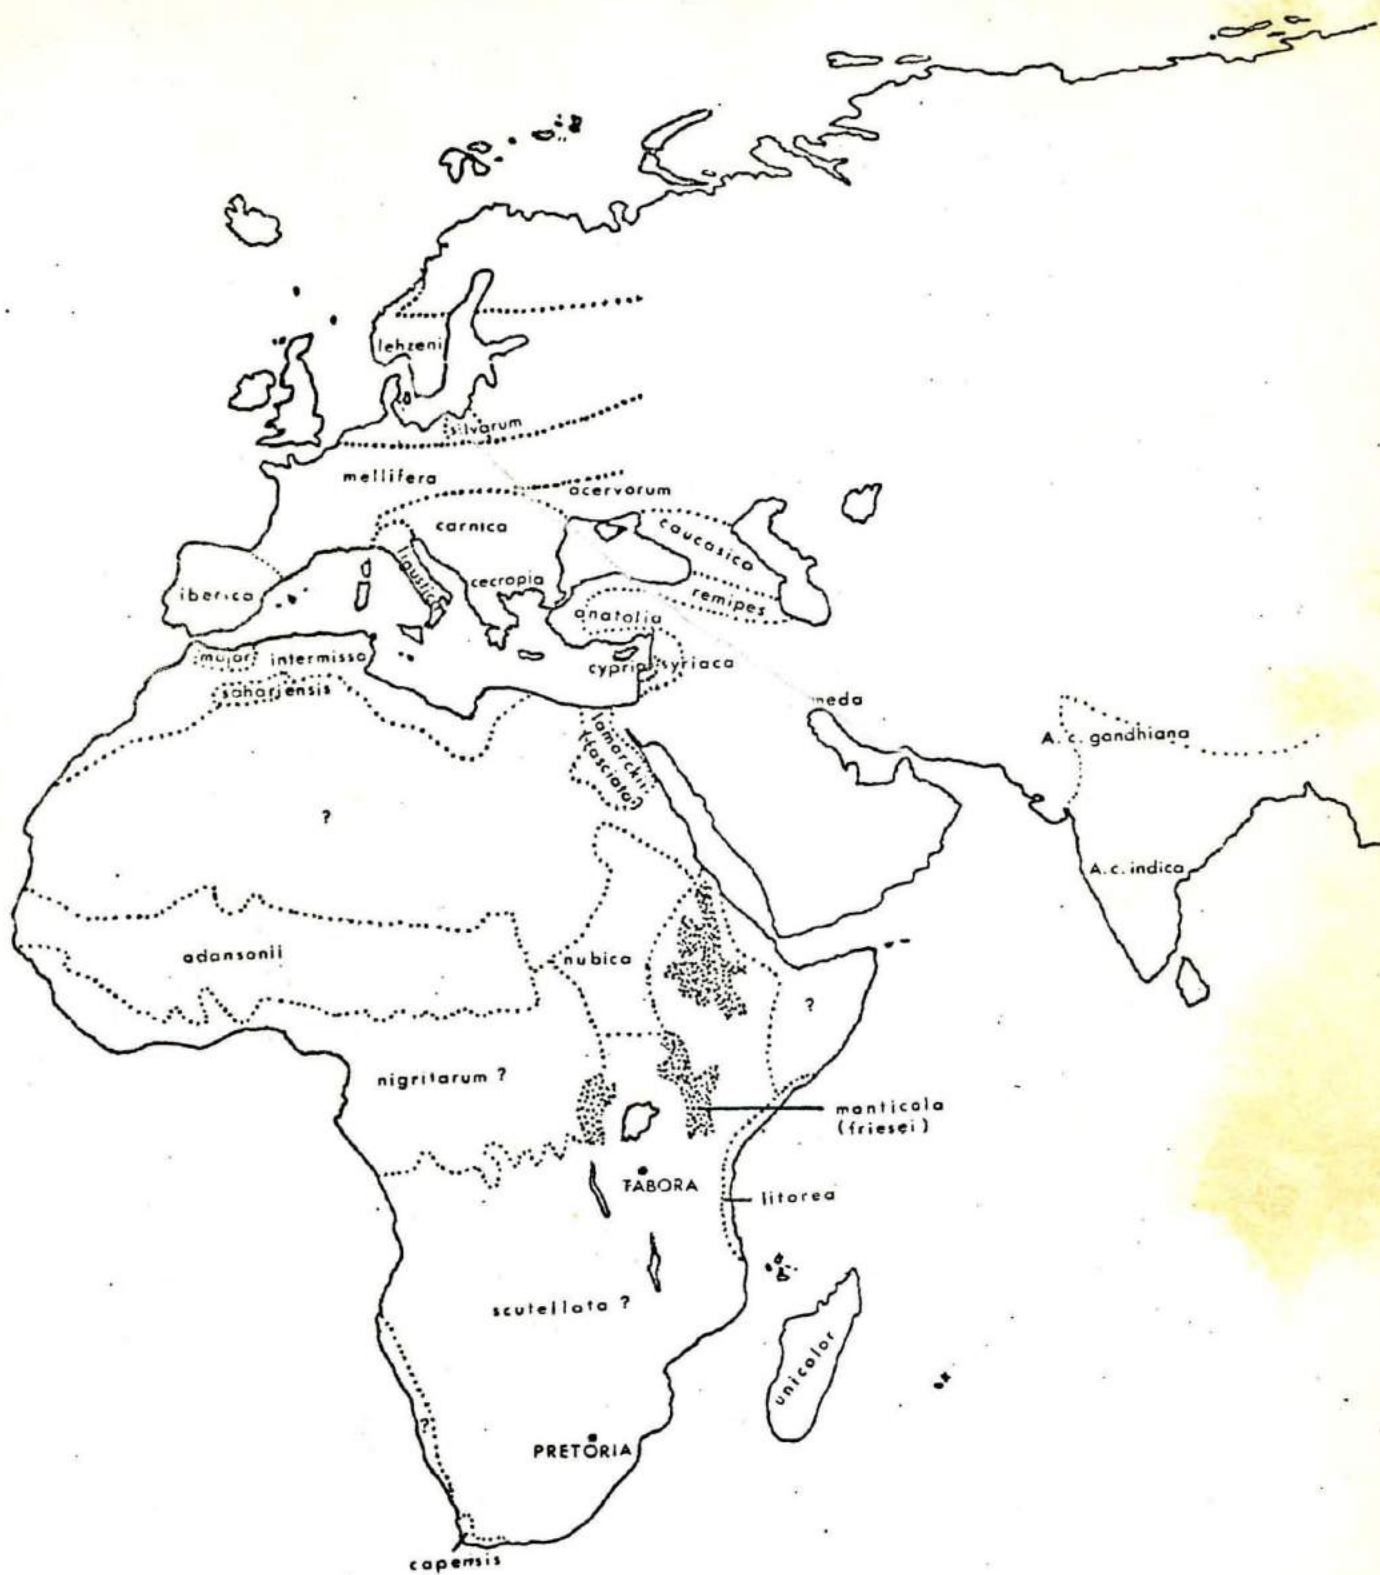 lehzeni
silvarum
mellifera
acervorum
carnica
caucasica
ligustica
iberica
cecropia
remipes
anatolia
major intermissa
cypria syriaca
sahariensis
meda
lamarckii
(fasciata)
A.c. gandhiana
?
A.c. indica
adansonii
nubica
?
nigritarum ?
monticola
(friesei)
TABORA
litorea
scutellata ?
unicolor
?
PRETORIA
capensis